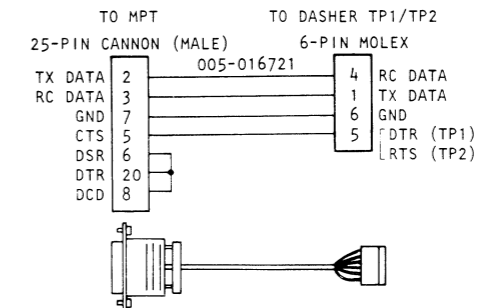 TO MPT TO DASHER TP1/TP2
25-PIN CANNON (MALE) 6-PIN MOLEX
005-016721
TX DATA 2 4 RC DATA
RC DATA 3 1 TX DATA
GND 7 6 GND
CTS 5 5 DTR (TP1)
DSR 6 RTS (TP2)
DTR 20
DCD 8